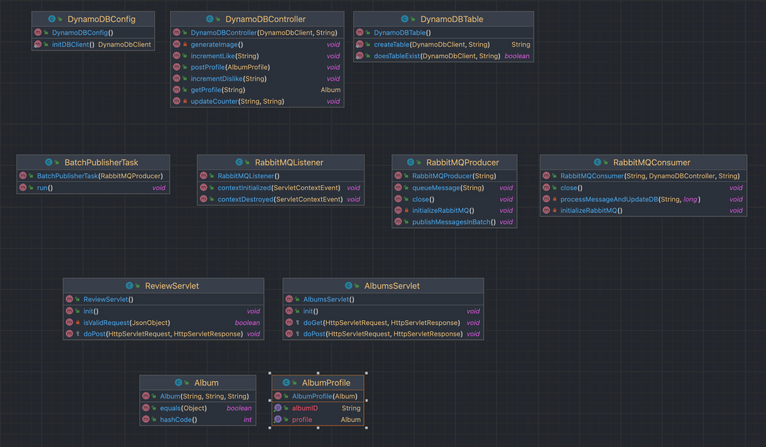 DynamoDBConfig
DynamoDBConfig()
initDBClient() DynamoDbClient
DynamoDBController
DynamoDBController(DynamoDbClient, String)
generateImage() void
incrementLike(String) void
postProfile(AlbumProfile) void
incrementDislike(String) void
getProfile(String) Album
updateCounter(String, String) void
DynamoDBTable
DynamoDBTable()
createTable(DynamoDbClient, String) String
doesTableExist(DynamoDbClient, String) boolean
BatchPublisherTask
BatchPublisherTask(RabbitMQProducer)
run() void
RabbitMQListener
RabbitMQListener()
contextInitialized(ServletContextEvent) void
contextDestroyed(ServletContextEvent) void
RabbitMQProducer
RabbitMQProducer(String)
queueMessage(String) void
close() void
initializeRabbitMQ() void
publishMessagesInBatch() void
RabbitMQConsumer
RabbitMQConsumer(String, DynamoDBController, String)
close() void
processMessageAndUpdateDB(String, long) void
initializeRabbitMQ() void
ReviewServlet
ReviewServlet()
init() void
isValidRequest(JsonObject) boolean
doPost(HttpServletRequest, HttpServletResponse) void
AlbumsServlet
AlbumsServlet()
init() void
doGet(HttpServletRequest, HttpServletResponse) void
doPost(HttpServletRequest, HttpServletResponse) void
Album
Album(String, String, String)
equals(Object) boolean
hashCode() int
AlbumProfile
AlbumProfile(Album)
albumID String
profile Album